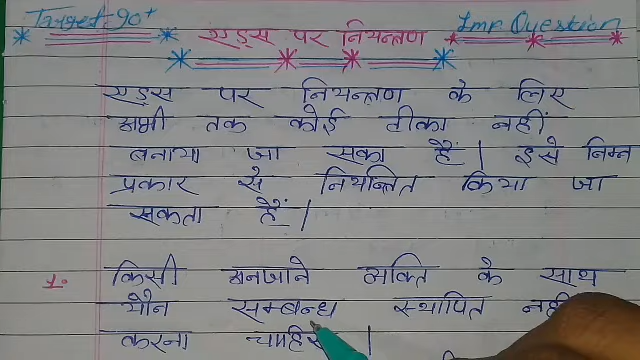 Target-90+ एड्स पर नियन्त्रण Imp Question
एड्स पर नियन्त्रण के लिए
अभी तक कोई टीका नहीं
बनाया जा सका है। इसे निम्न
प्रकार से नियन्त्रित किया जा
सकता है।
1. किसी अनजाने व्यक्ति के साथ
यौन सम्बन्ध स्थापित
करना चाहिए।